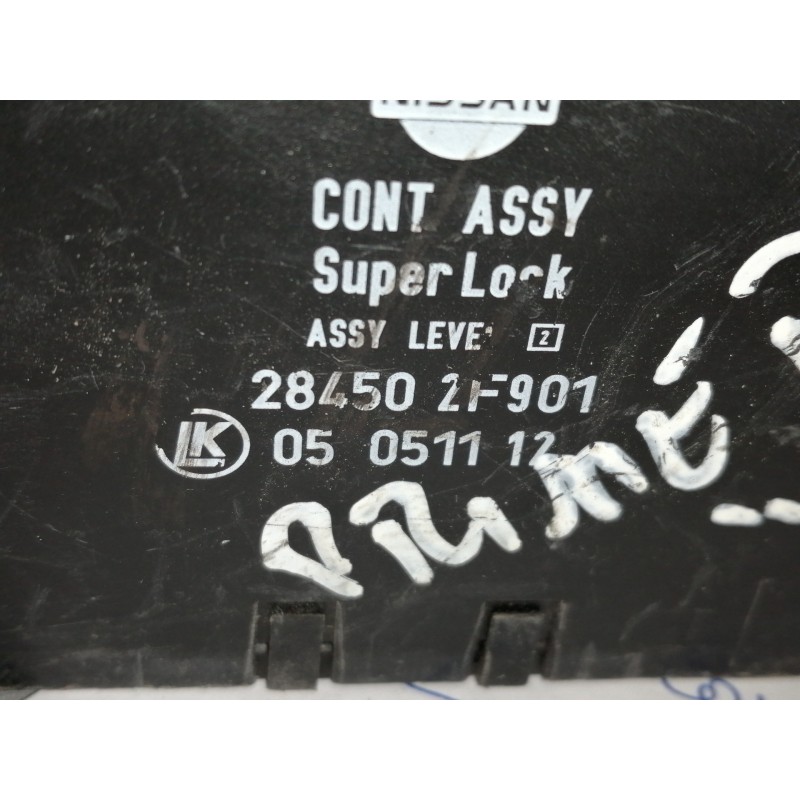 NISSAN
CONT ASSY
Super Lock
ASSY LEVEL 2
28450 2F901
LK
05 0511 12
PRIME